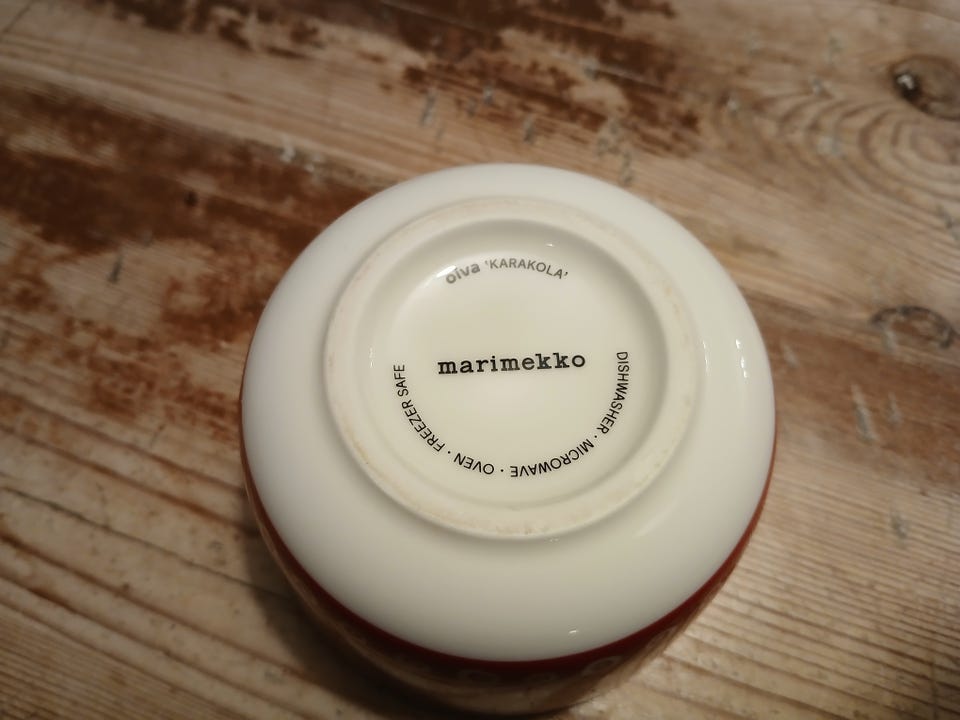 oiva 'KARAKOLA'
marimekko
DISHWASHER · MICROWAVE · OVEN · FREEZER SAFE